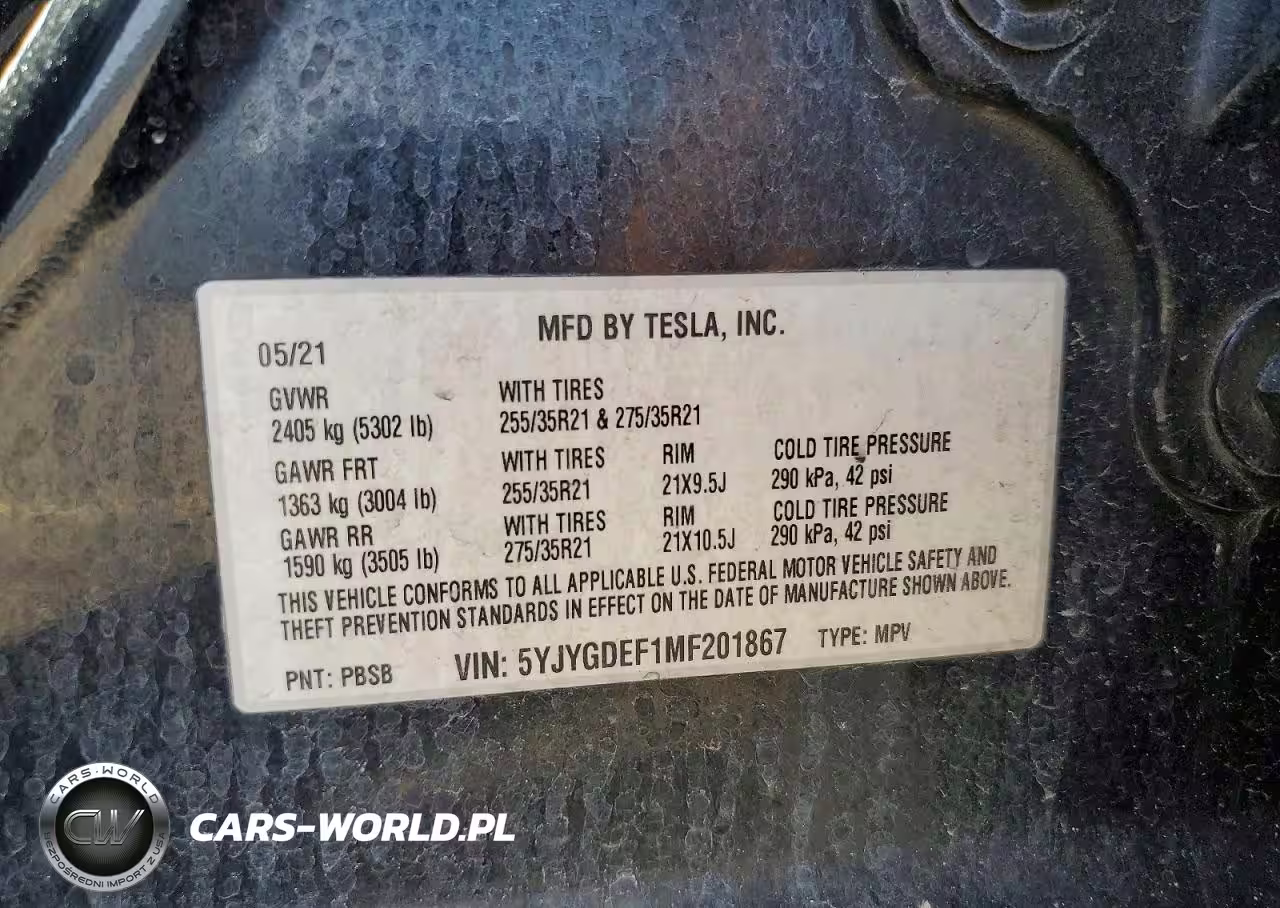 MFD BY TESLA, INC.
05/21
GVWR WITH TIRES
2405 kg (5302 lb) 255/35R21 & 275/35R21
GAWR FRT WITH TIRES RIM COLD TIRE PRESSURE
1363 kg (3004 lb) 255/35R21 21X9.5J 290 kPa, 42 psi
GAWR RR WITH TIRES RIM COLD TIRE PRESSURE
1590 kg (3505 lb) 275/35R21 21X10.5J 290 kPa, 42 psi
THIS VEHICLE CONFORMS TO ALL APPLICABLE U.S. FEDERAL MOTOR VEHICLE SAFETY AND
THEFT PREVENTION STANDARDS IN EFFECT ON THE DATE OF MANUFACTURE SHOWN ABOVE.
PNT: PBSB VIN: 5YJYGDEF1MF201867 TYPE: MPV
CARS-WORLD
CW
BEZPOŚREDNI IMPORT Z USA
CARS-WORLD.PL